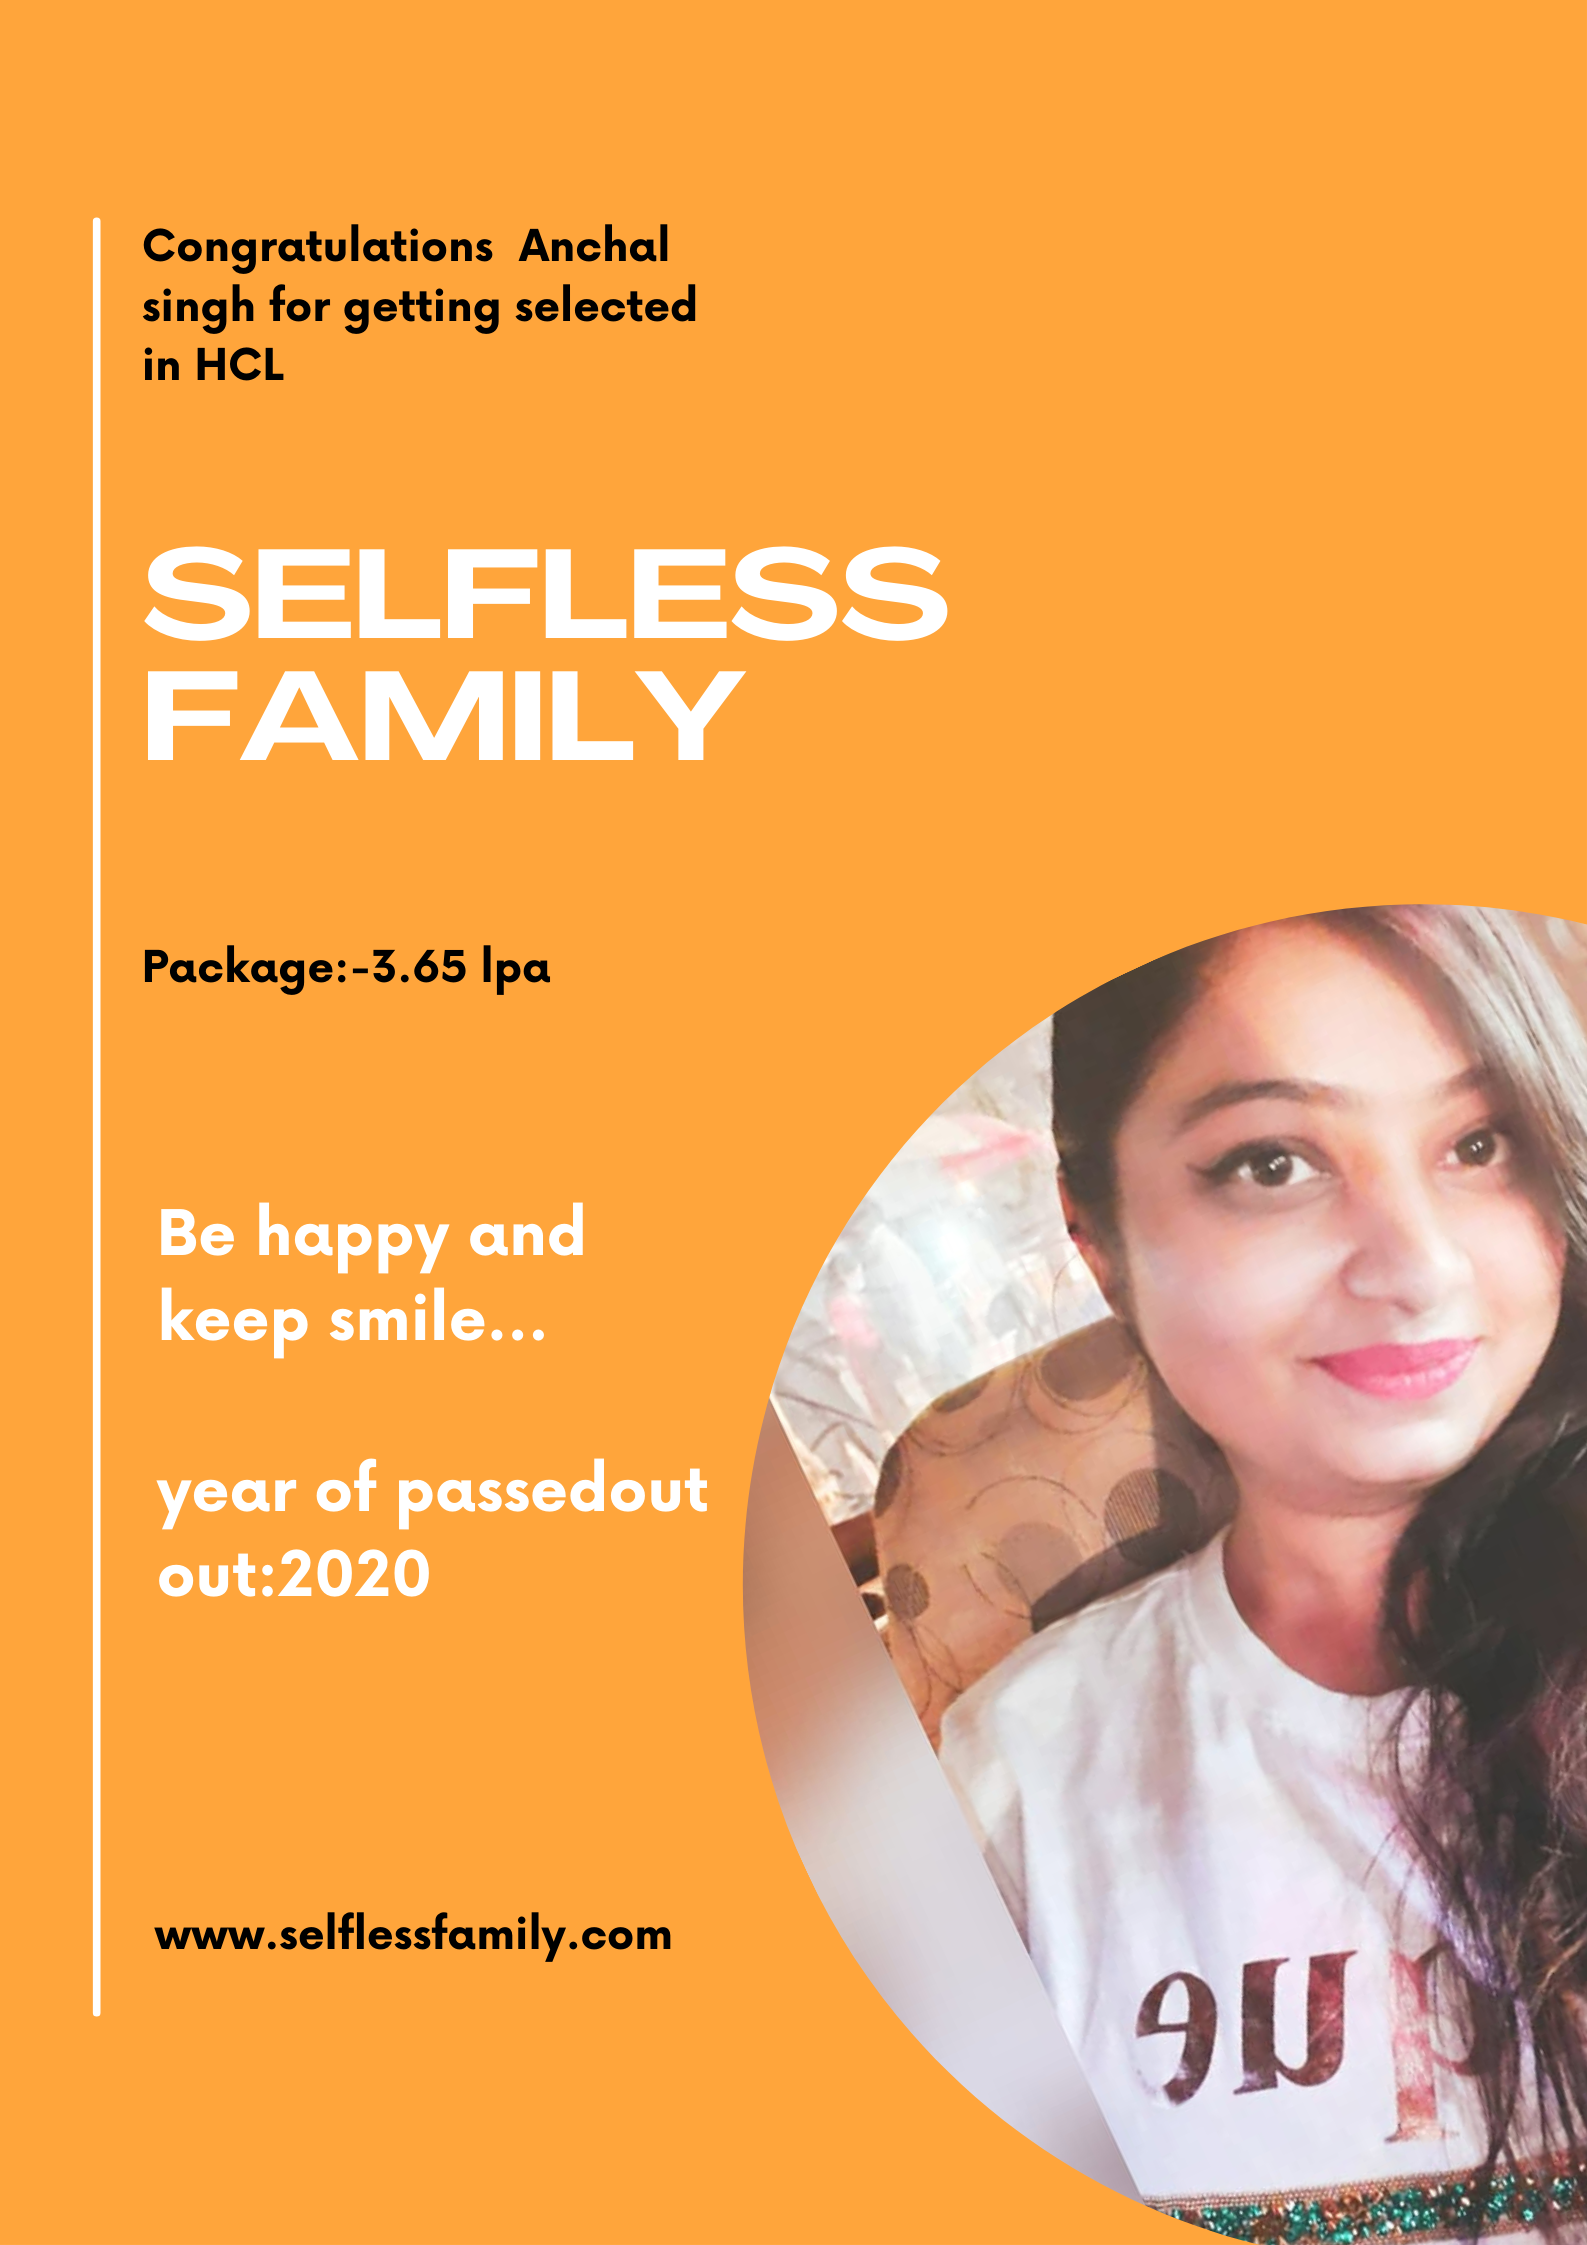 Congratulations  Anchal
singh for getting selected
in HCL
SELFLESS
FAMILY
Package:-3.65 lpa
Be happy and
keep smile...
year of passedout
out:2020
www.selflessfamily.com